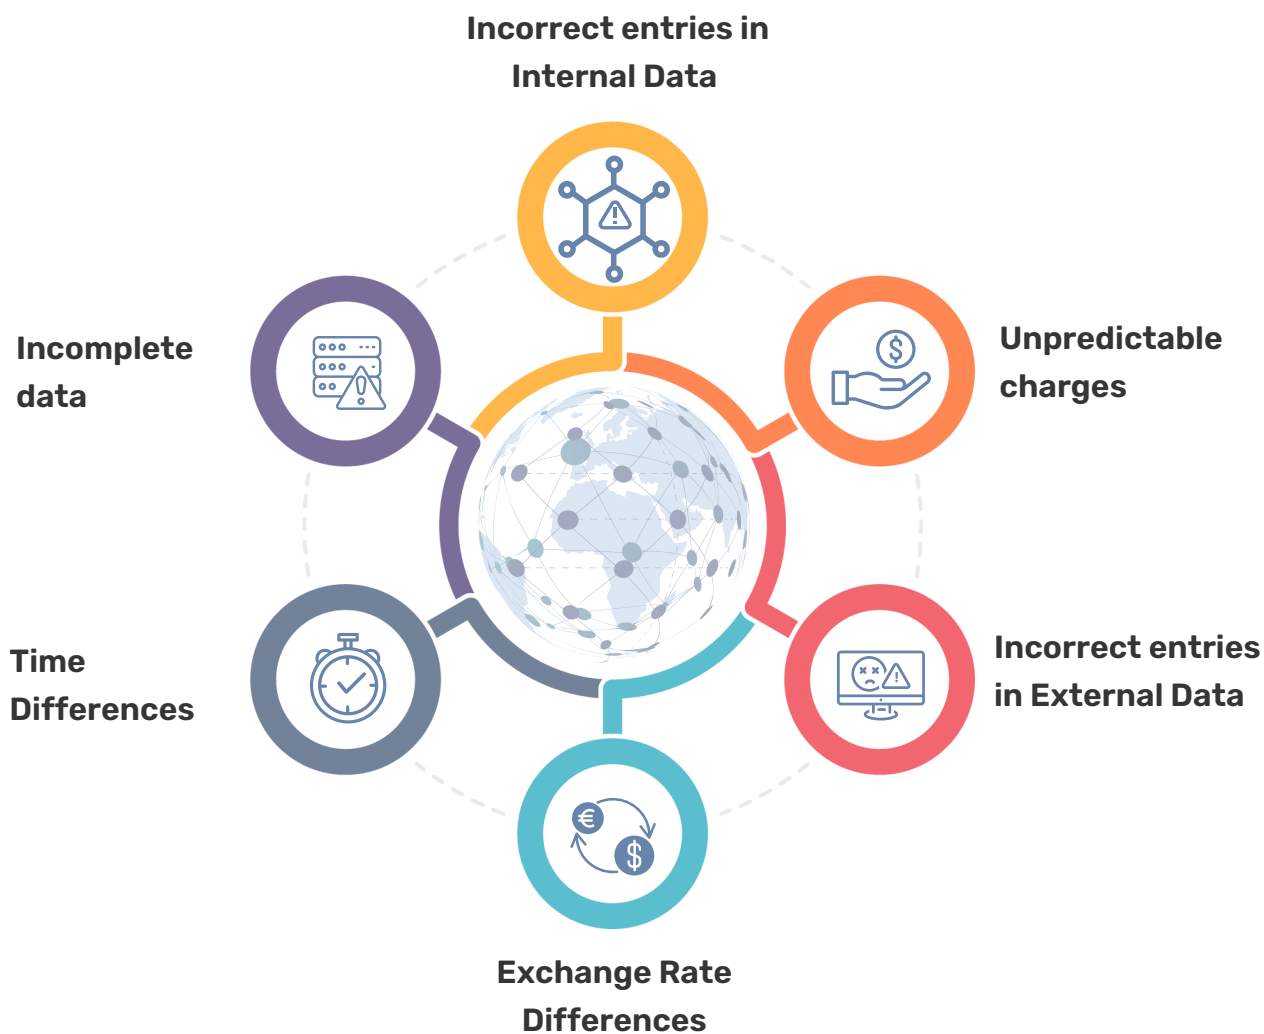 Incorrect entries in
Internal Data
Unpredictable
charges
Incorrect entries
in External Data
Exchange Rate
Differences
Time
Differences
Incomplete
data